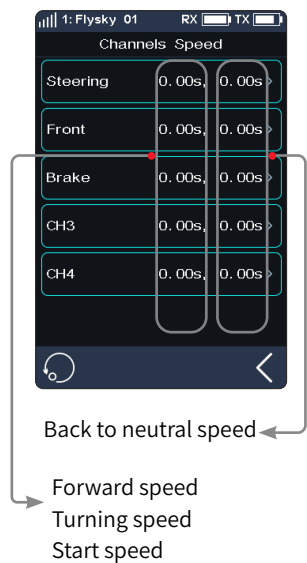 1: Flysky 01 RX TX
Channels Speed
Steering 0.00s, 0.00s
Front 0.00s, 0.00s
Brake 0.00s, 0.00s
CH3 0.00s, 0.00s
CH4 0.00s, 0.00s
Back to neutral speed
Forward speed
Turning speed
Start speed